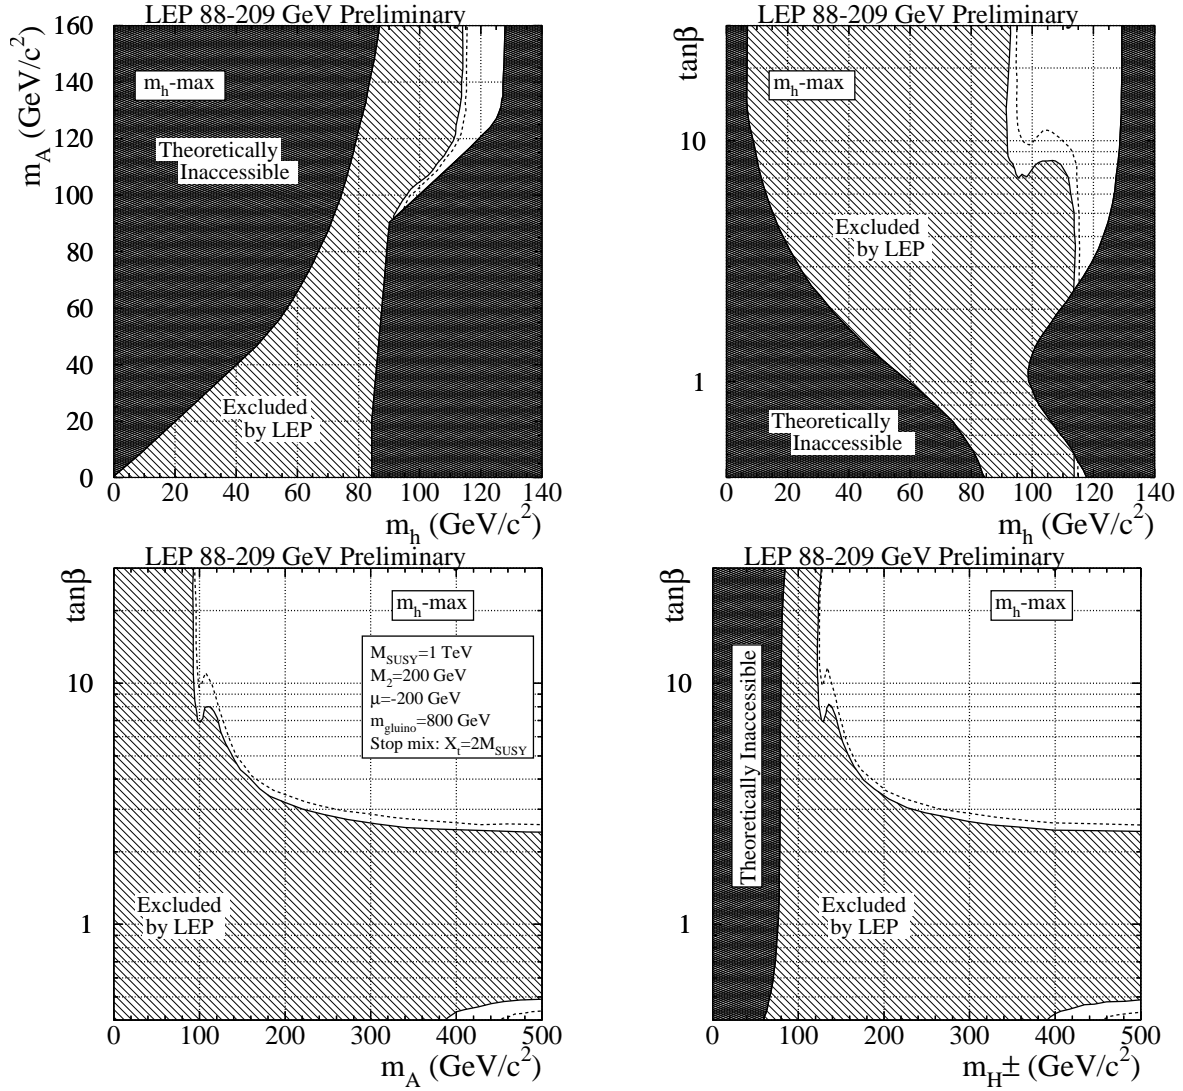 LEP 88-209 GeV Preliminary
m_A (GeV/c²)
160
140
120
100
80
60
40
20
0
m_h-max
Theoretically
Inaccessible
Excluded
by LEP
0 20 40 60 80 100 120 140
m_h (GeV/c²)
LEP 88-209 GeV Preliminary
tanβ
10
1
m_h-max
Excluded
by LEP
Theoretically
Inaccessible
0 20 40 60 80 100 120 140
m_h (GeV/c²)
LEP 88-209 GeV Preliminary
tanβ
10
1
m_h-max
M_SUSY=1 TeV
M_2=200 GeV
μ=-200 GeV
m_gluino=800 GeV
Stop mix: X_t=2M_SUSY
Excluded
by LEP
0 100 200 300 400 500
m_A (GeV/c²)
LEP 88-209 GeV Preliminary
tanβ
10
1
m_h-max
Theoretically Inaccessible
Excluded
by LEP
0 100 200 300 400 500
m_H± (GeV/c²)